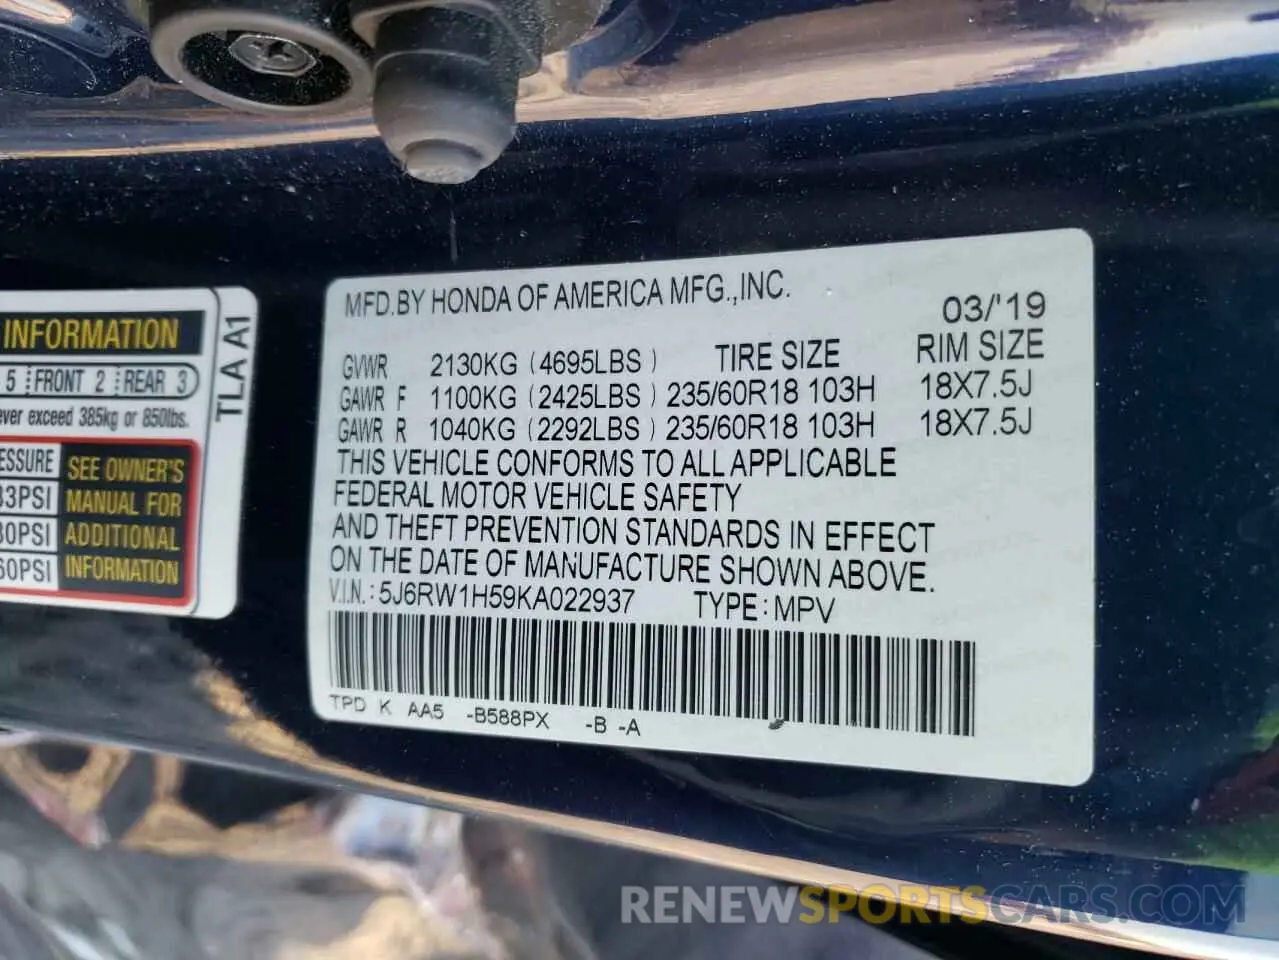 INFORMATION
5 FRONT 2 REAR 3
ever exceed 385kg or 850lbs.
ESSURE
33PSI
30PSI
60PSI
SEE OWNER'S
MANUAL FOR
ADDITIONAL
INFORMATION
TLA A1
MFD.BY HONDA OF AMERICA MFG.,INC.
03/'19
GVWR 2130KG (4695LBS) TIRE SIZE RIM SIZE
GAWR F 1100KG (2425LBS) 235/60R18 103H 18X7.5J
GAWR R 1040KG (2292LBS) 235/60R18 103H 18X7.5J
THIS VEHICLE CONFORMS TO ALL APPLICABLE
FEDERAL MOTOR VEHICLE SAFETY
AND THEFT PREVENTION STANDARDS IN EFFECT
ON THE DATE OF MANUFACTURE SHOWN ABOVE.
V.I.N.: 5J6RW1H59KA022937 TYPE: MPV
TPD K AA5 -B588PX -B -A
RENEWSPORTSCARS.COM